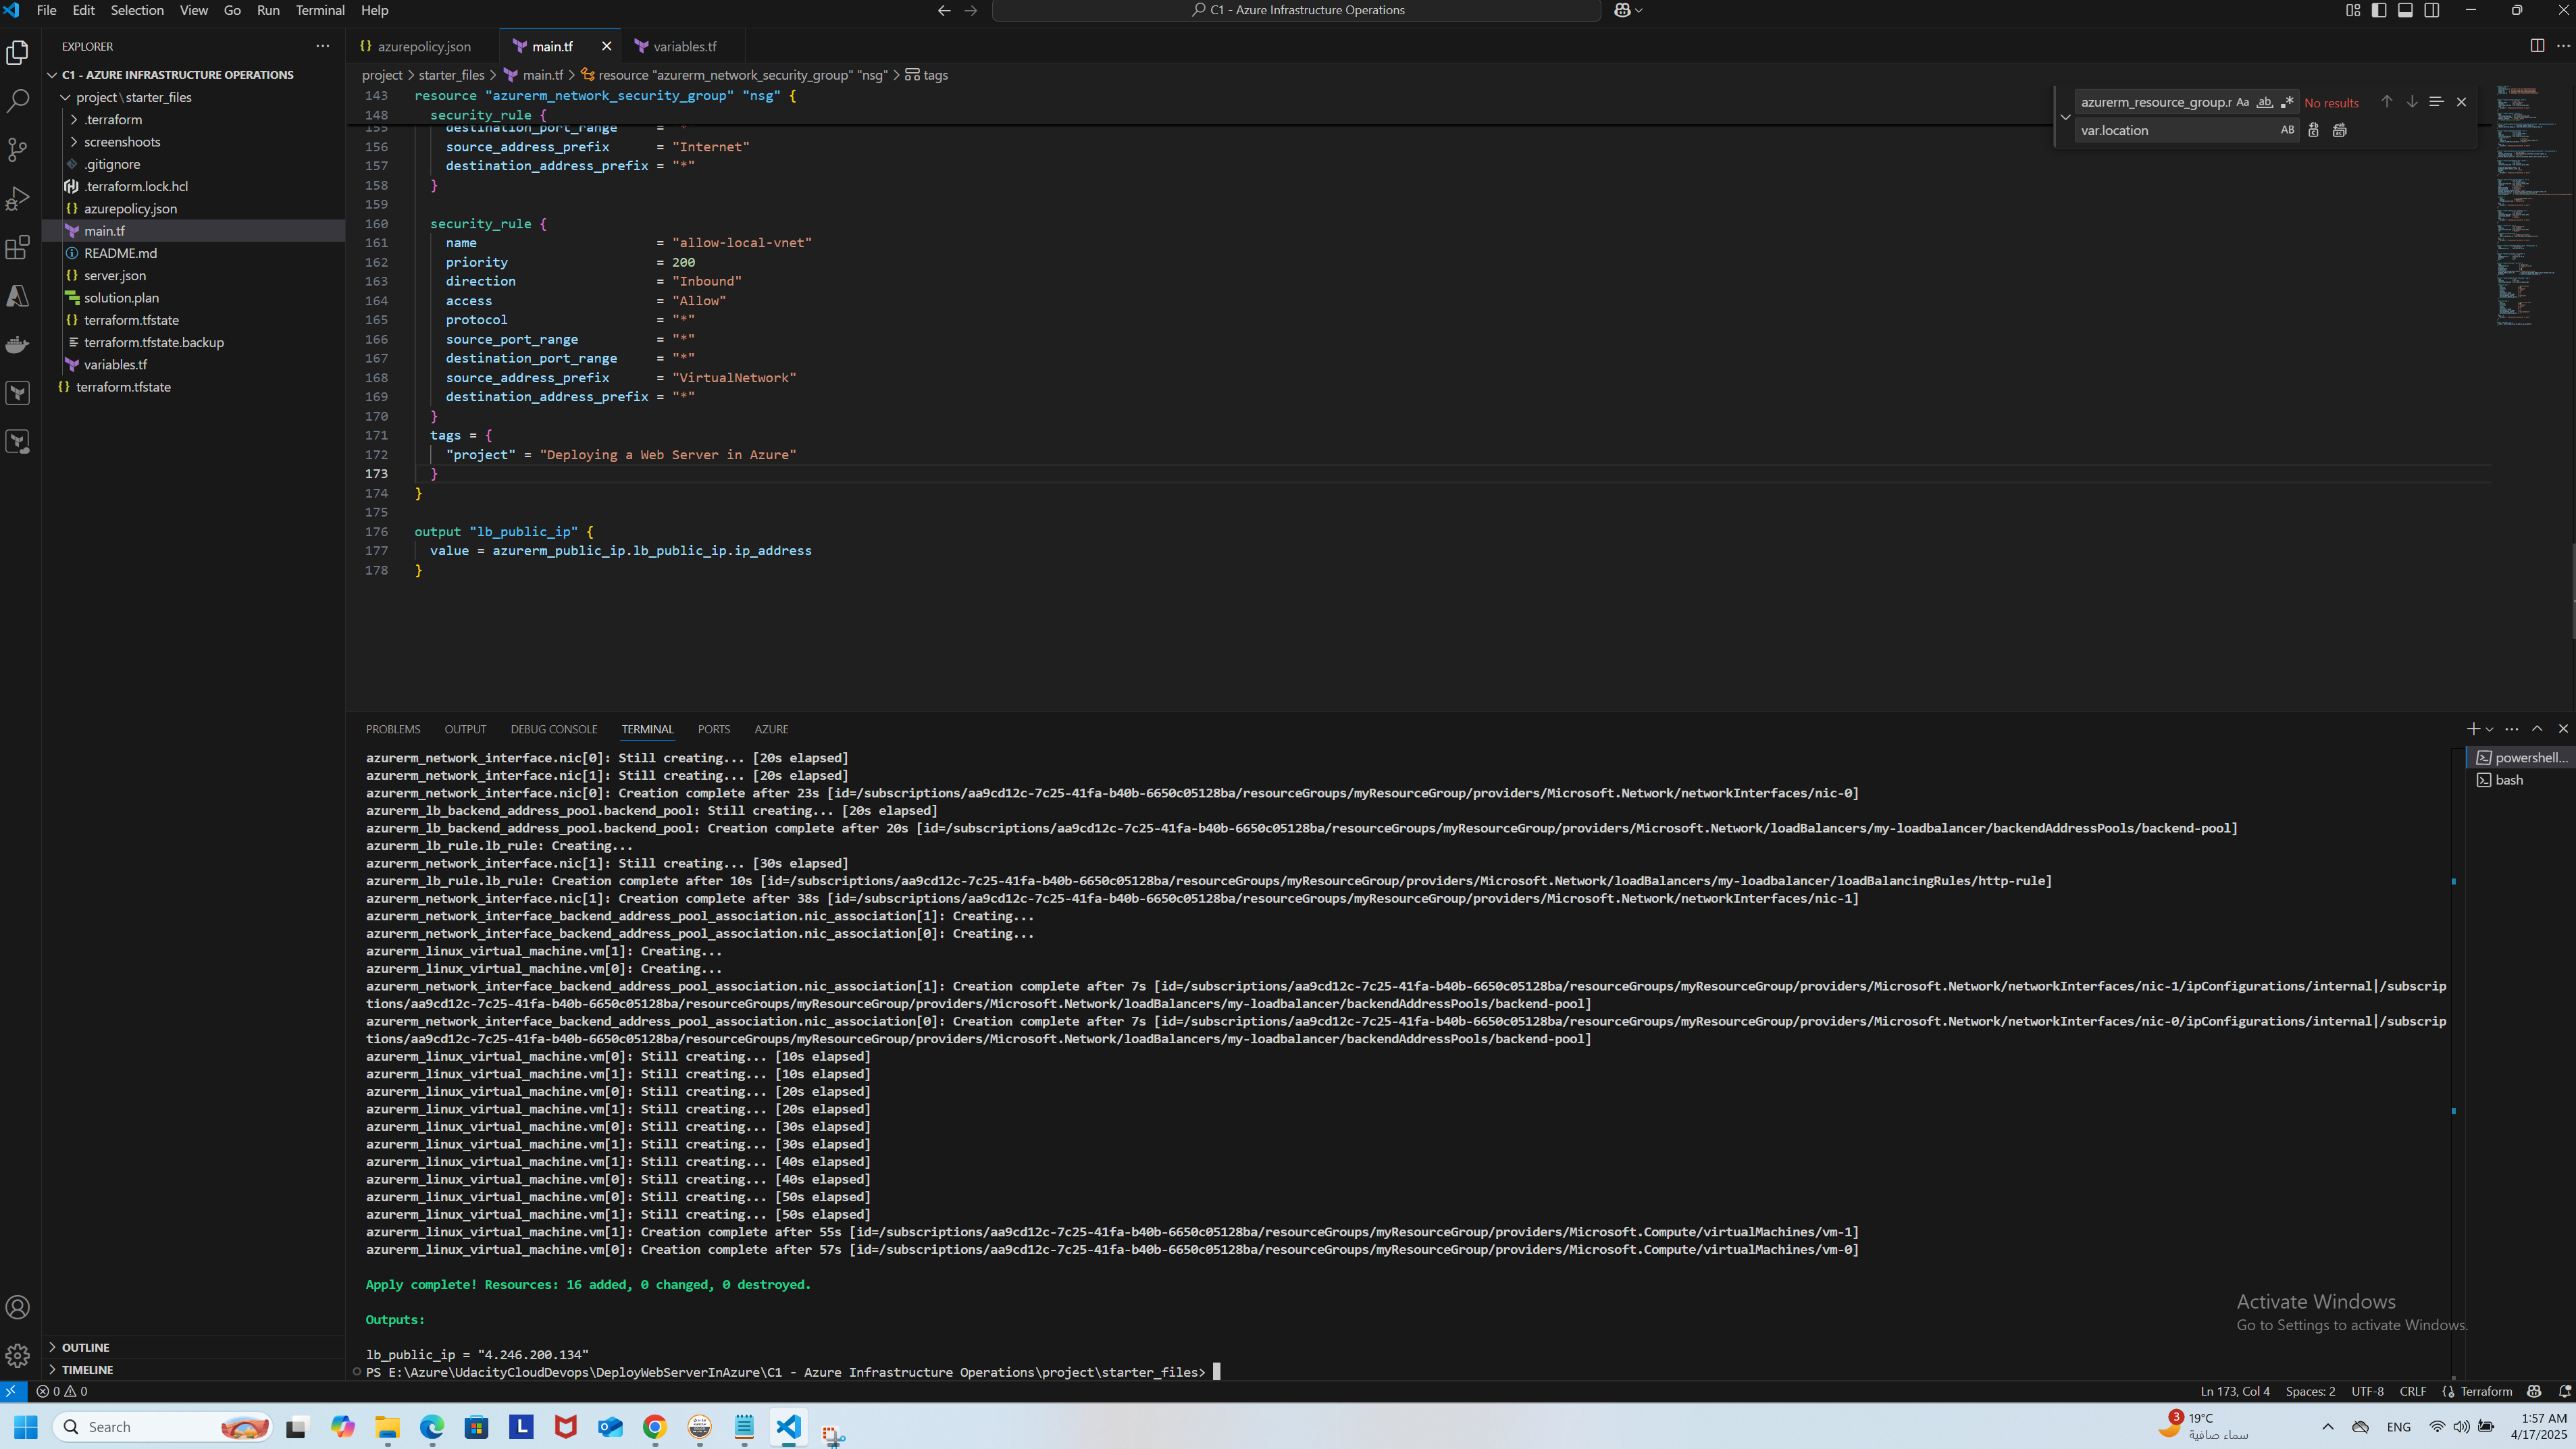 File Edit Selection View Go Run Terminal Help
C1 - Azure Infrastructure Operations
EXPLORER
C1 - AZURE INFRASTRUCTURE OPERATIONS
project\starter_files
.terraform
screenshoots
.gitignore
.terraform.lock.hcl
azurepolicy.json
main.tf
README.md
server.json
solution.plan
terraform.tfstate
terraform.tfstate.backup
variables.tf
terraform.tfstate
OUTLINE
TIMELINE
azurepolicy.json main.tf variables.tf
project > starter_files > main.tf > resource "azurerm_network_security_group" "nsg" > tags
azurerm_resource_group.r Aa ab .* No results
var.location AB
143 resource "azurerm_network_security_group" "nsg" {
148 security_rule {
155 destination_port_range = "*"
156 source_address_prefix = "Internet"
157 destination_address_prefix = "*"
158 }
159
160 security_rule {
161 name = "allow-local-vnet"
162 priority = 200
163 direction = "Inbound"
164 access = "Allow"
165 protocol = "*"
166 source_port_range = "*"
167 destination_port_range = "*"
168 source_address_prefix = "VirtualNetwork"
169 destination_address_prefix = "*"
170 }
171 tags = {
172 "project" = "Deploying a Web Server in Azure"
173 }
174 }
175
176 output "lb_public_ip" {
177 value = azurerm_public_ip.lb_public_ip.ip_address
178 }
PROBLEMS OUTPUT DEBUG CONSOLE TERMINAL PORTS AZURE
powershell...
bash
azurerm_network_interface.nic[0]: Still creating... [20s elapsed]
azurerm_network_interface.nic[1]: Still creating... [20s elapsed]
azurerm_network_interface.nic[0]: Creation complete after 23s [id=/subscriptions/aa9cd12c-7c25-41fa-b40b-6650c05128ba/resourceGroups/myResourceGroup/providers/Microsoft.Network/networkInterfaces/nic-0]
azurerm_lb_backend_address_pool.backend_pool: Still creating... [20s elapsed]
azurerm_lb_backend_address_pool.backend_pool: Creation complete after 20s [id=/subscriptions/aa9cd12c-7c25-41fa-b40b-6650c05128ba/resourceGroups/myResourceGroup/providers/Microsoft.Network/loadBalancers/my-loadbalancer/backendAddressPools/backend-pool]
azurerm_lb_rule.lb_rule: Creating...
azurerm_network_interface.nic[1]: Still creating... [30s elapsed]
azurerm_lb_rule.lb_rule: Creation complete after 10s [id=/subscriptions/aa9cd12c-7c25-41fa-b40b-6650c05128ba/resourceGroups/myResourceGroup/providers/Microsoft.Network/loadBalancers/my-loadbalancer/loadBalancingRules/http-rule]
azurerm_network_interface.nic[1]: Creation complete after 38s [id=/subscriptions/aa9cd12c-7c25-41fa-b40b-6650c05128ba/resourceGroups/myResourceGroup/providers/Microsoft.Network/networkInterfaces/nic-1]
azurerm_network_interface_backend_address_pool_association.nic_association[1]: Creating...
azurerm_network_interface_backend_address_pool_association.nic_association[0]: Creating...
azurerm_linux_virtual_machine.vm[1]: Creating...
azurerm_linux_virtual_machine.vm[0]: Creating...
azurerm_network_interface_backend_address_pool_association.nic_association[1]: Creation complete after 7s [id=/subscriptions/aa9cd12c-7c25-41fa-b40b-6650c05128ba/resourceGroups/myResourceGroup/providers/Microsoft.Network/networkInterfaces/nic-1/ipConfigurations/internal|/subscrip
tions/aa9cd12c-7c25-41fa-b40b-6650c05128ba/resourceGroups/myResourceGroup/providers/Microsoft.Network/loadBalancers/my-loadbalancer/backendAddressPools/backend-pool]
azurerm_network_interface_backend_address_pool_association.nic_association[0]: Creation complete after 7s [id=/subscriptions/aa9cd12c-7c25-41fa-b40b-6650c05128ba/resourceGroups/myResourceGroup/providers/Microsoft.Network/networkInterfaces/nic-0/ipConfigurations/internal|/subscrip
tions/aa9cd12c-7c25-41fa-b40b-6650c05128ba/resourceGroups/myResourceGroup/providers/Microsoft.Network/loadBalancers/my-loadbalancer/backendAddressPools/backend-pool]
azurerm_linux_virtual_machine.vm[0]: Still creating... [10s elapsed]
azurerm_linux_virtual_machine.vm[1]: Still creating... [10s elapsed]
azurerm_linux_virtual_machine.vm[0]: Still creating... [20s elapsed]
azurerm_linux_virtual_machine.vm[1]: Still creating... [20s elapsed]
azurerm_linux_virtual_machine.vm[0]: Still creating... [30s elapsed]
azurerm_linux_virtual_machine.vm[1]: Still creating... [30s elapsed]
azurerm_linux_virtual_machine.vm[1]: Still creating... [40s elapsed]
azurerm_linux_virtual_machine.vm[0]: Still creating... [40s elapsed]
azurerm_linux_virtual_machine.vm[0]: Still creating... [50s elapsed]
azurerm_linux_virtual_machine.vm[1]: Still creating... [50s elapsed]
azurerm_linux_virtual_machine.vm[1]: Creation complete after 55s [id=/subscriptions/aa9cd12c-7c25-41fa-b40b-6650c05128ba/resourceGroups/myResourceGroup/providers/Microsoft.Compute/virtualMachines/vm-1]
azurerm_linux_virtual_machine.vm[0]: Creation complete after 57s [id=/subscriptions/aa9cd12c-7c25-41fa-b40b-6650c05128ba/resourceGroups/myResourceGroup/providers/Microsoft.Compute/virtualMachines/vm-0]
Apply complete! Resources: 16 added, 0 changed, 0 destroyed.
Outputs:
lb_public_ip = "4.246.200.134"
PS E:\Azure\UdacityCloudDevops\DeployWebServerInAzure\C1 - Azure Infrastructure Operations\project\starter_files>
Activate Windows
Go to Settings to activate Windows.
0 0 Ln 173, Col 4 Spaces: 2 UTF-8 CRLF Terraform
Search
3 19°C
سماء صافية
ENG
1:57 AM
4/17/2025